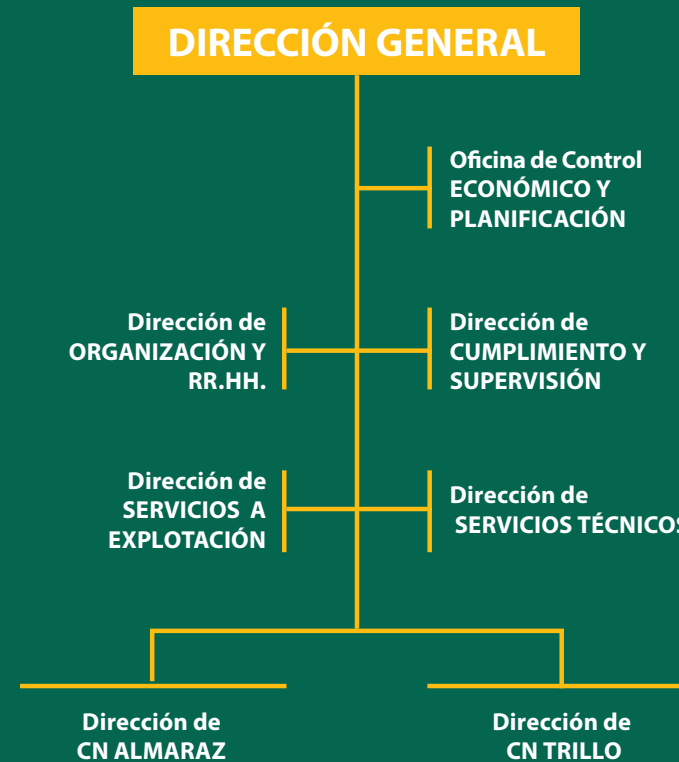 DIRECCIÓN GENERAL
Oficina de Control
ECONÓMICO Y
PLANIFICACIÓN
Dirección de
ORGANIZACIÓN Y
RR.HH.
Dirección de
CUMPLIMIENTO Y
SUPERVISIÓN
Dirección de
SERVICIOS A
EXPLOTACIÓN
Dirección de
SERVICIOS TÉCNICOS
Dirección de
CN ALMARAZ
Dirección de
CN TRILLO